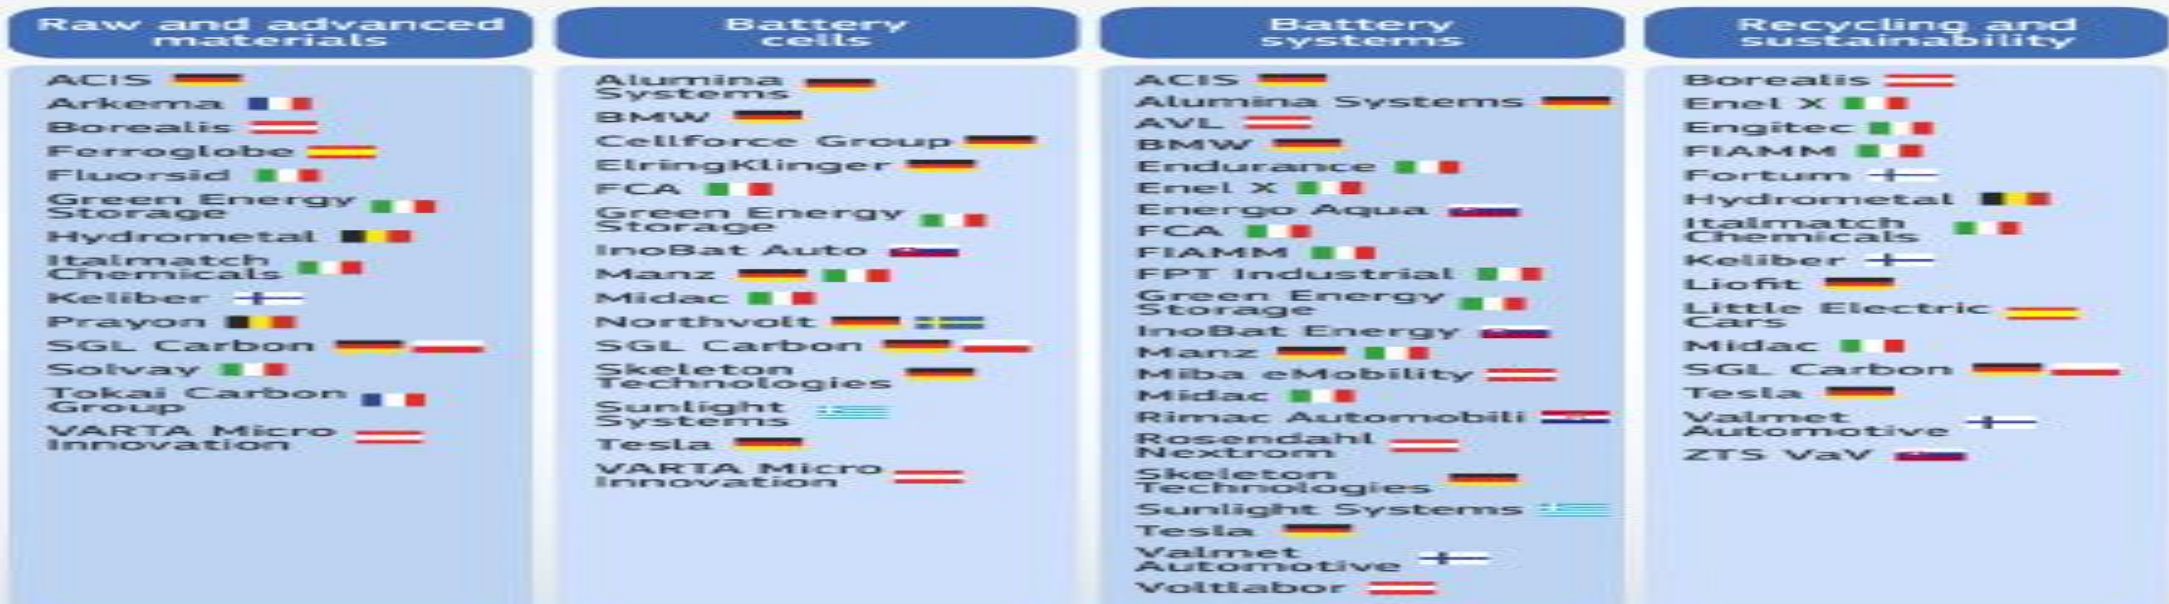 Raw and advanced
materials
ACIS
Arkema
Borealis
Ferroglobe
Fluorsid
Green Energy
Storage
Hydrometal
Italmatch
Chemicals
Keliber
Prayon
SGL Carbon
Solvay
Tokai Carbon
Group
VARTA Micro
Innovation
Battery
cells
Alumina
Systems
BMW
Cellforce Group
ElringKlinger
FCA
Green Energy
Storage
InoBat Auto
Manz
Midac
Northvolt
SGL Carbon
Skeleton
Technologies
Sunlight
Systems
Tesla
VARTA Micro
Innovation
Battery
systems
ACIS
Alumina Systems
AVL
BMW
Endurance
Enel X
Energo Aqua
FCA
FIAMM
FPT Industrial
Green Energy
Storage
InoBat Energy
Manz
Miba eMobility
Midac
Rimac Automobili
Rosendahl
Nextrom
Skeleton
Technologies
Sunlight Systems
Tesla
Valmet
Automotive
Voltlabor
Recycling and
sustainability
Borealis
Enel X
Engitec
FIAMM
Fortum
Hydrometal
Italmatch
Chemicals
Keliber
Liofit
Little Electric
Cars
Midac
SGL Carbon
Tesla
Valmet
Automotive
ZTS VaV